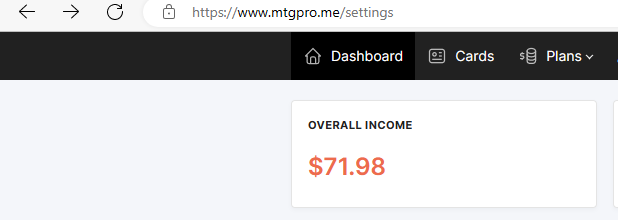 https://www.mtgpro.me/settings
Dashboard Cards Plans
OVERALL INCOME
$71.98